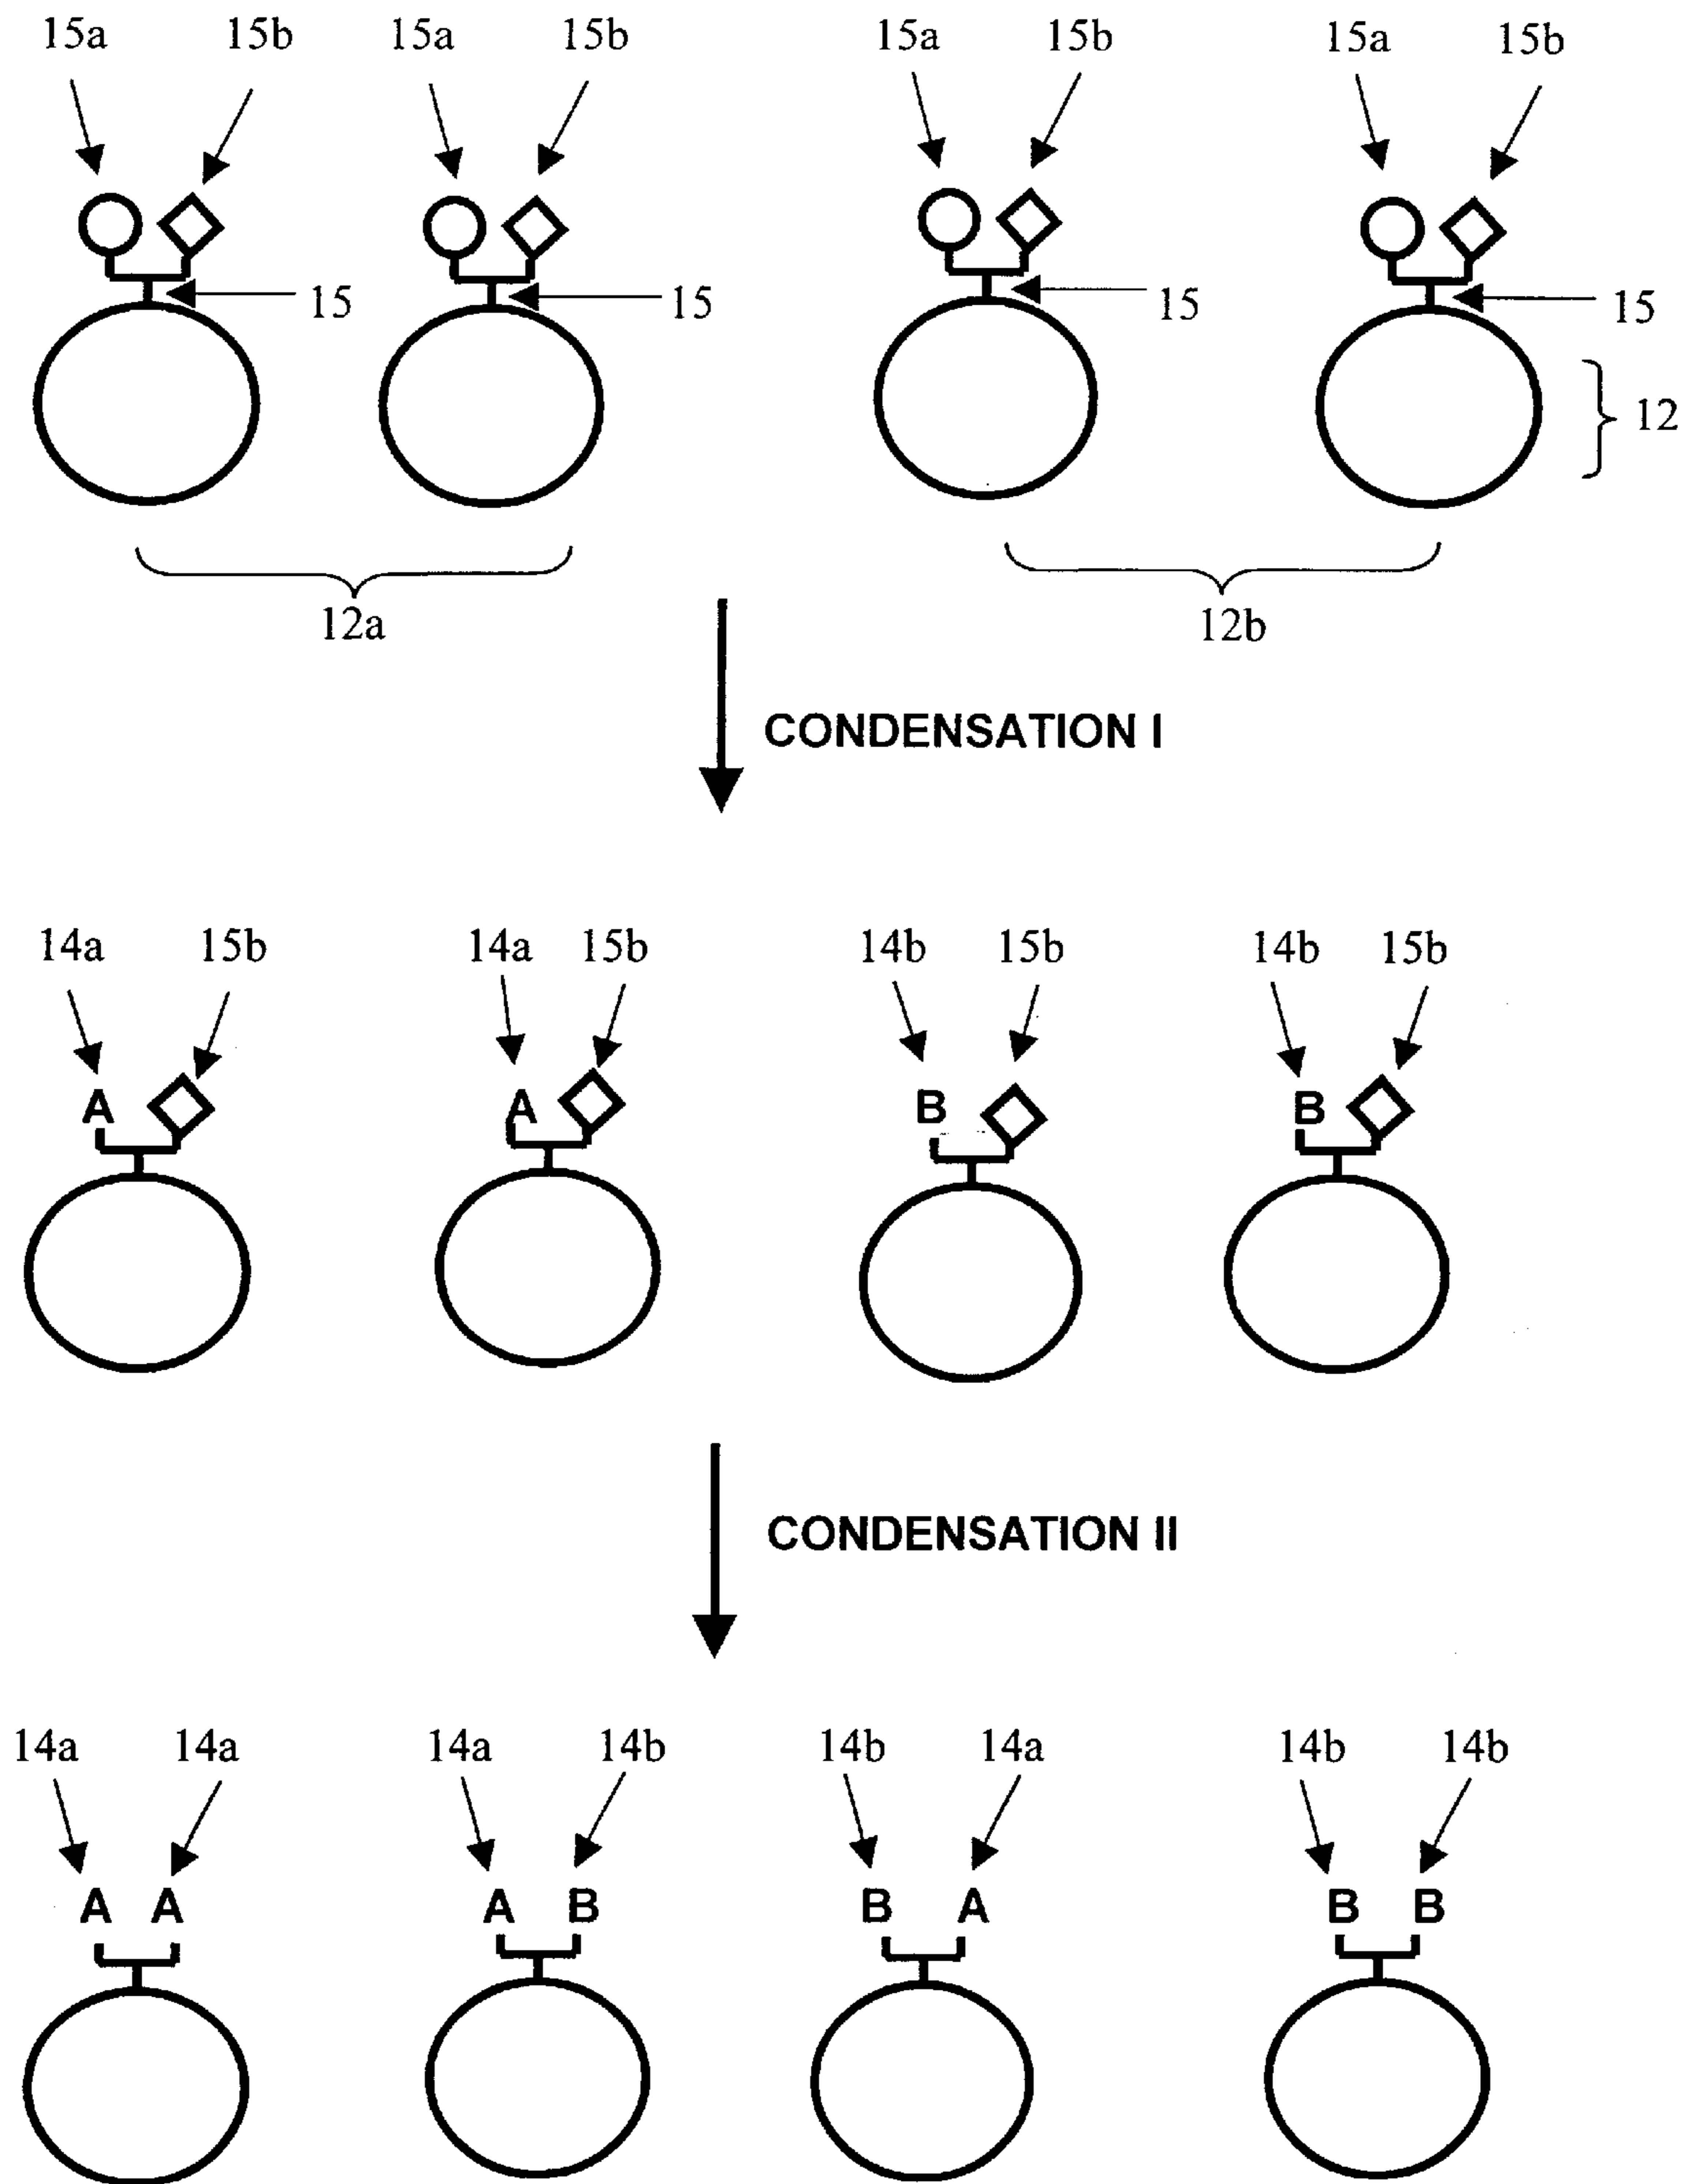 15a 15b 15a 15b 15a 15b 15a 15b
15 15 15 15
12
12a 12b
CONDENSATION I
14a 15b 14a 15b 14b 15b 14b 15b
A A B B
CONDENSATION II
14a 14a 14a 14b 14b 14a 14b 14b
A A A B B A B B